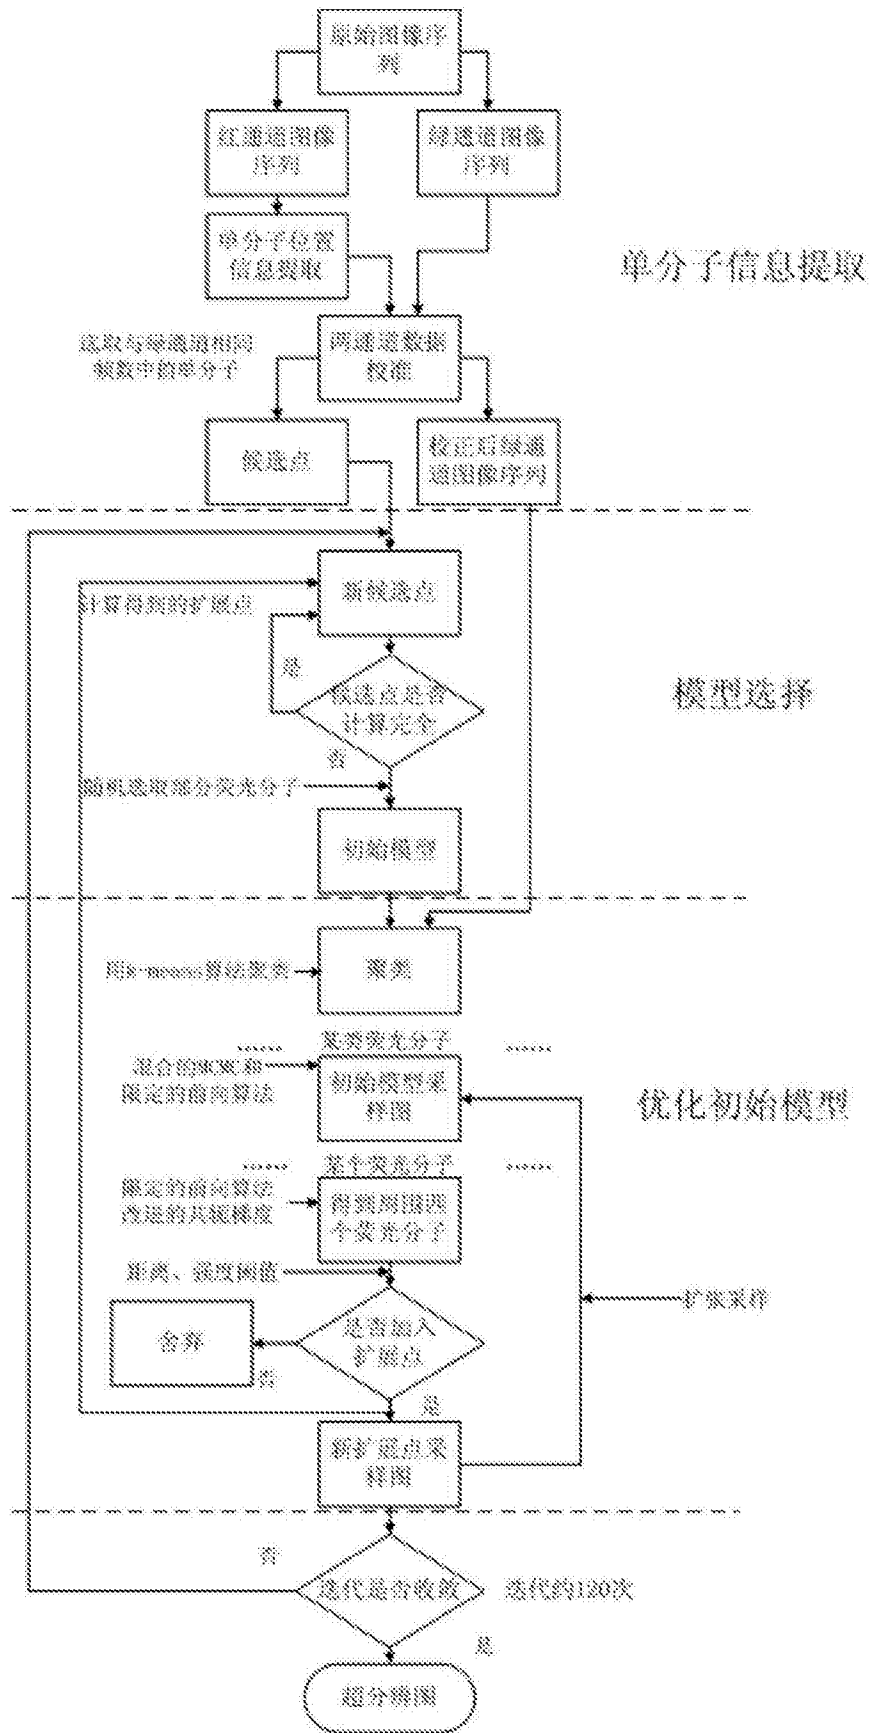 原始图像序
列
红通道图像
序列
绿通道图像
序列
单分子位置
信息提取
单分子信息提取
选取与绿通道相同
帧数中的单分子
两通道数据
校准
候选点
校正后绿通
道图像序列
新候选点
计算得到的扩展点
是
候选点是否
计算完全
模型选择
否
随机选取部分荧光分子
初始模型
用k-means算法聚类
聚类
...... 某类荧光分子 ......
混合的MCMC和
限定的前向算法
初始模型采
样图
优化初始模型
...... 某个荧光分子 ......
限定的前向算法
改进的共轭梯度
得到周围四
个荧光分子
距离、强度阈值
扩张采样
是否加入
扩展点
舍弃
否
是
新扩展点采
样图
否
迭代是否收敛
迭代约120次
是
超分辨图